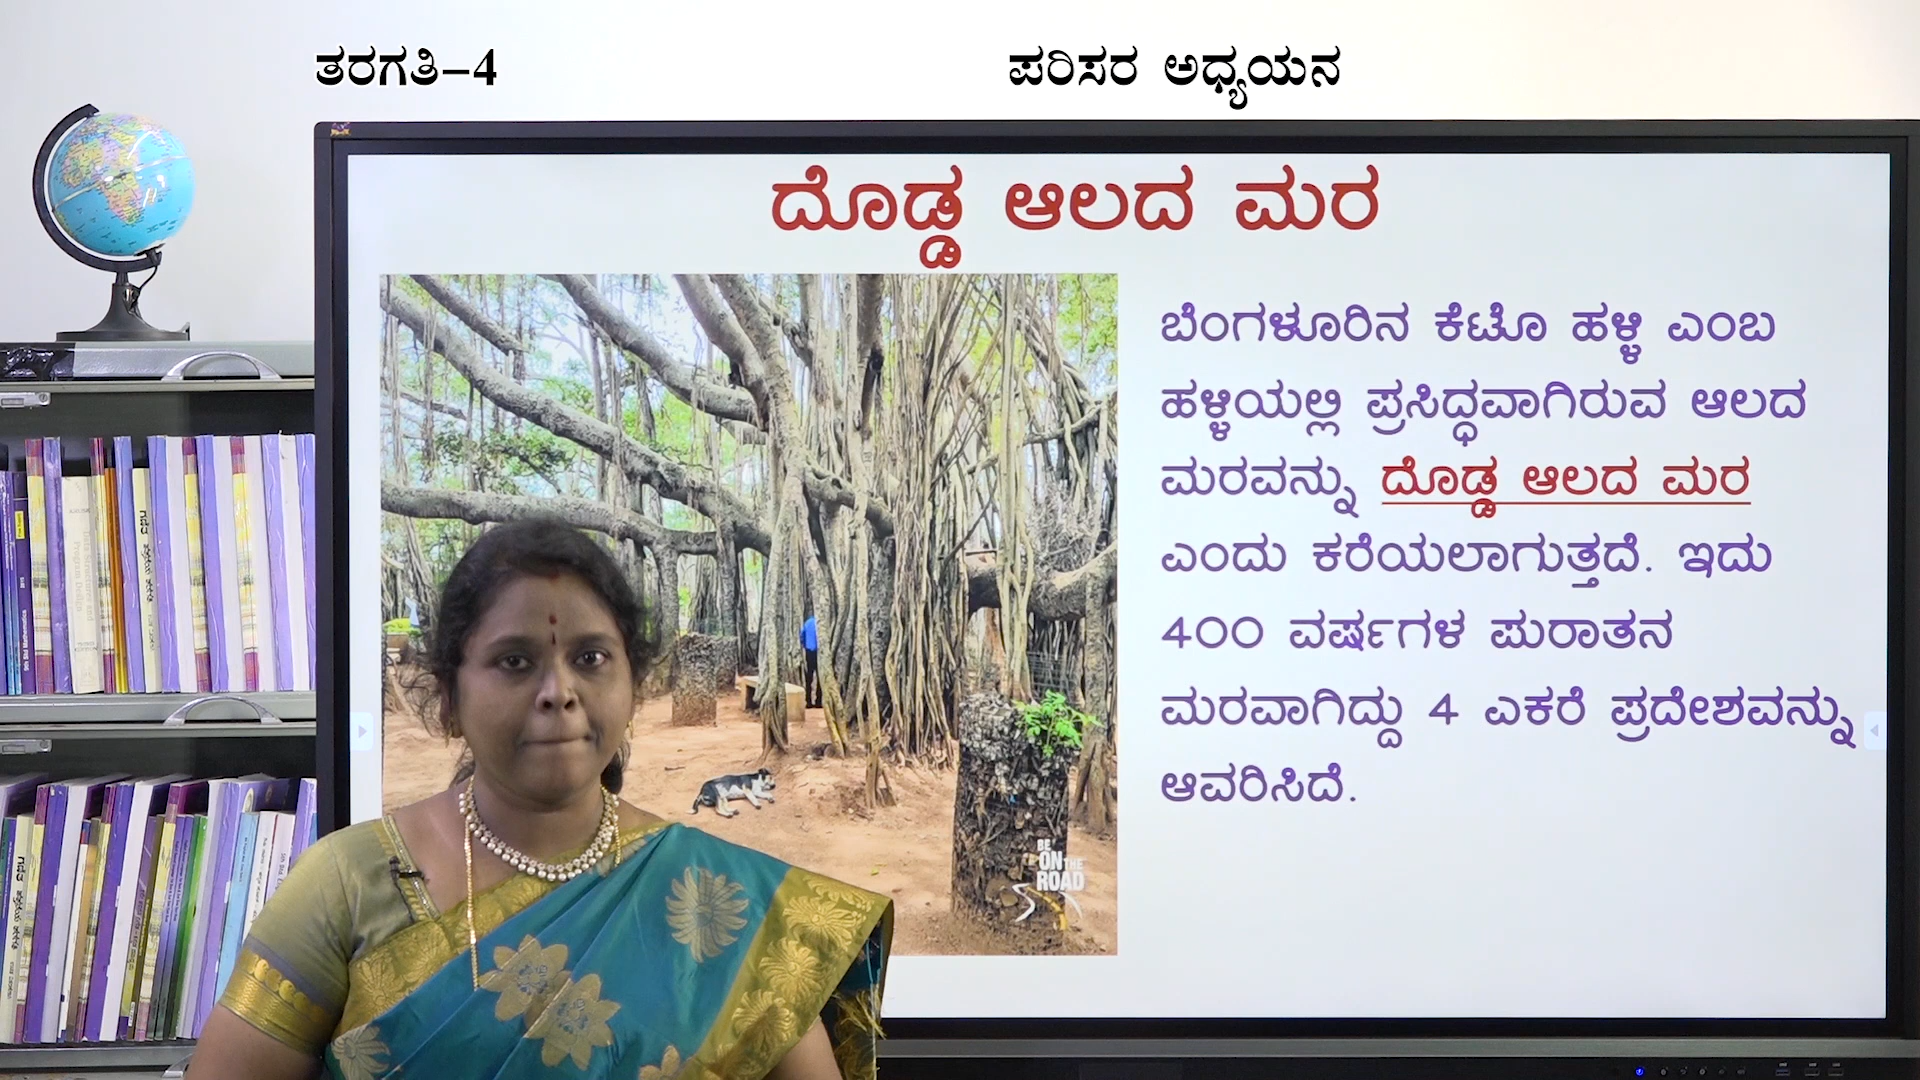 ತರಗತಿ-4
ಪರಿಸರ ಅಧ್ಯಯನ
ದೊಡ್ಡ ಆಲದ ಮರ
ಬೆಂಗಳೂರಿನ ಕೆಟೊ ಹಳ್ಳಿ ಎಂಬ
ಹಳ್ಳಿಯಲ್ಲಿ ಪ್ರಸಿದ್ಧವಾಗಿರುವ ಆಲದ
ಮರವನ್ನು ದೊಡ್ಡ ಆಲದ ಮರ
ಎಂದು ಕರೆಯಲಾಗುತ್ತದೆ. ಇದು
೪೦೦ ವರ್ಷಗಳ ಪುರಾತನ
ಮರವಾಗಿದ್ದು 4 ಎಕರೆ ಪ್ರದೇಶವನ್ನು
ಆವರಿಸಿದೆ.
BE
ON THE
ROAD